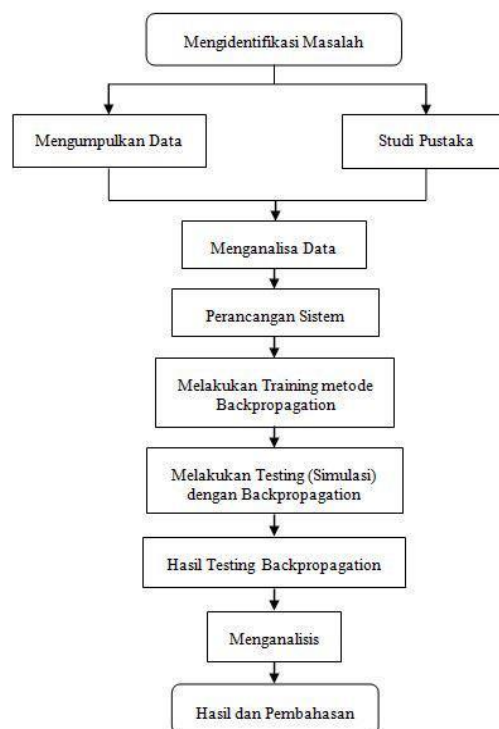 Mengidentifikasi Masalah
Mengumpulkan Data
Studi Pustaka
Menganalisa Data
Perancangan Sistem
Melakukan Training metode
Backpropagation
Melakukan Testing (Simulasi)
dengan Backpropagation
Hasil Testing Backpropagation
Menganalisis
Hasil dan Pembahasan